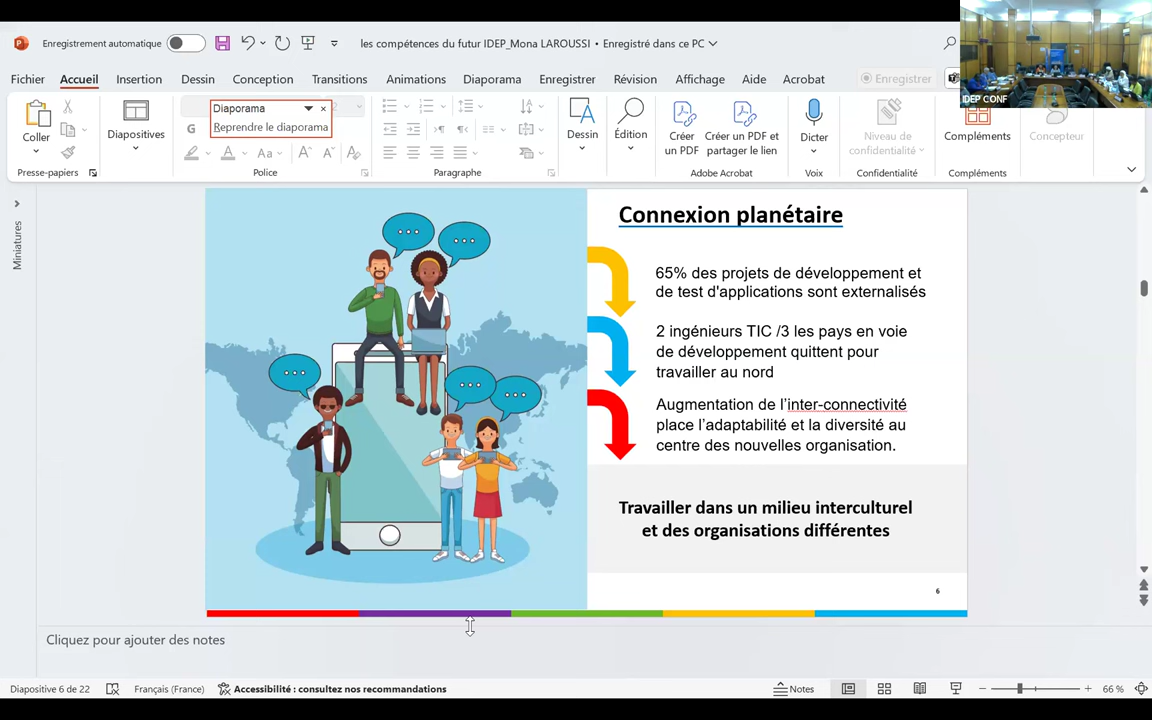 Enregistrement automatique
les compétences du futur IDEP_Mona LAROUSSI • Enregistré dans ce PC
IDEP CONF
Fichier
Accueil
Insertion
Dessin
Conception
Transitions
Animations
Diaporama
Enregistrer
Révision
Affichage
Aide
Acrobat
Enregistrer
Coller
Presse-papiers
Diapositives
Diaporama
Reprendre le diaporama
G
A
Aa
A
A
A
Police
Paragraphe
Dessin
Édition
Créer
un PDF
Créer un PDF et
partager le lien
Adobe Acrobat
Dicter
Voix
Niveau de
confidentialité
Confidentialité
Compléments
Compléments
Concepteur
Miniatures
Connexion planétaire
65% des projets de développement et
de test d'applications sont externalisés
2 ingénieurs TIC /3 les pays en voie
de développement quittent pour
travailler au nord
Augmentation de l’inter-connectivité
place l’adaptabilité et la diversité au
centre des nouvelles organisation.
Travailler dans un milieu interculturel
et des organisations différentes
6
Cliquez pour ajouter des notes
Diapositive 6 de 22
Français (France)
Accessibilité : consultez nos recommandations
Notes
66 %